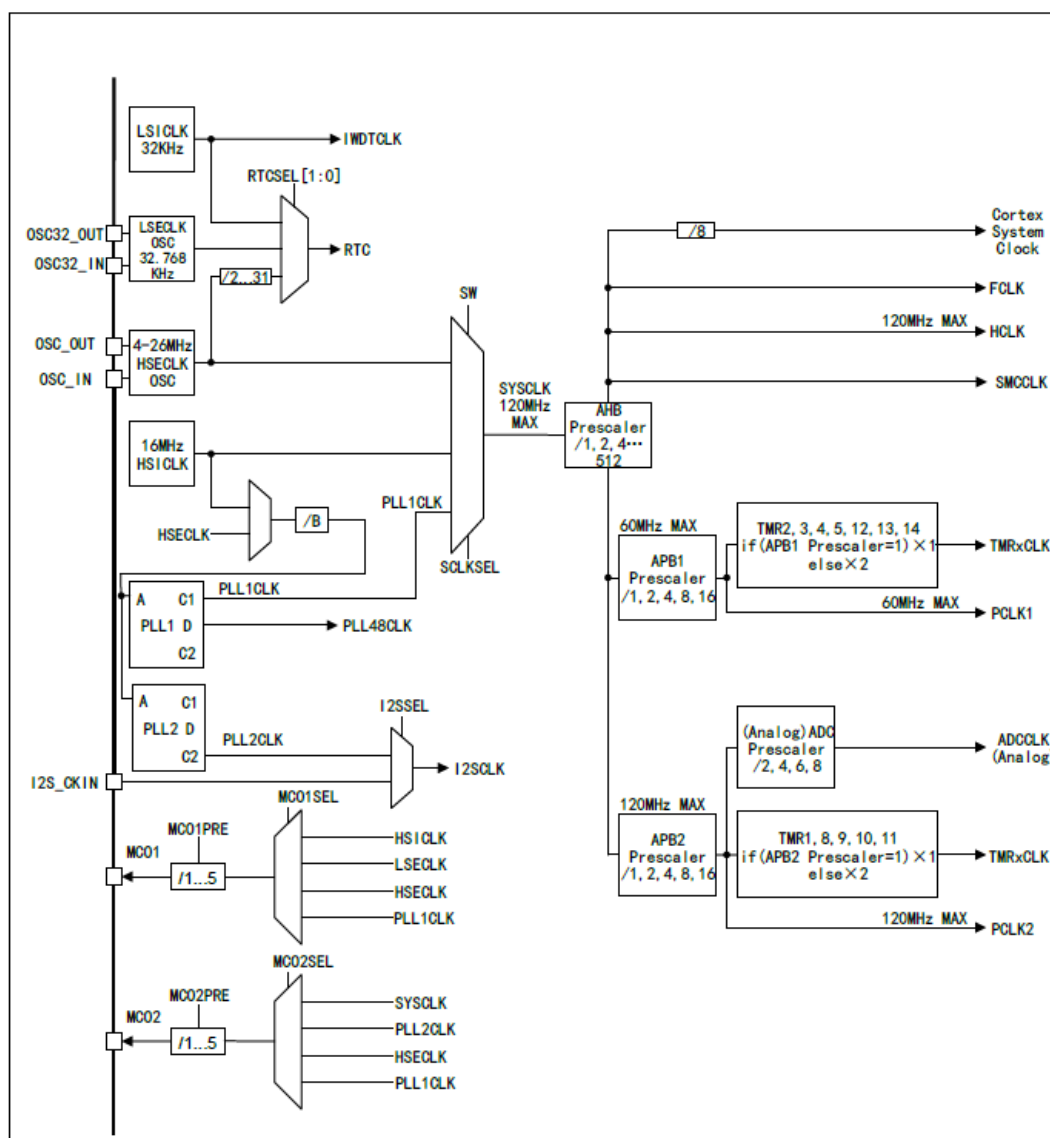 LSICLK
32KHz
IWDTCLK
RTCSEL[1:0]
OSC32_OUT
OSC32_IN
LSECLK
OSC
32.768
KHz
RTC
/2...31
SW
OSC_OUT
OSC_IN
4-26MHz
HSECLK
OSC
16MHz
HSICLK
HSECLK
/B
PLL1CLK
SCLKSEL
SYSCLK
120MHz
MAX
AHB
Prescaler
/1, 2, 4…
512
/8
Cortex
System
Clock
FCLK
120MHz MAX
HCLK
SMCCLK
A C1
PLL1 D
C2
PLL1CLK
PLL48CLK
A C1
PLL2 D
C2
PLL2CLK
I2SSEL
I2SCLK
I2S_CKIN
60MHz MAX
APB1
Prescaler
/1, 2, 4, 8, 16
TMR2, 3, 4, 5, 12, 13, 14
if(APB1 Prescaler=1)×1
else×2
TMRxCLK
60MHz MAX
PCLK1
(Analog)ADC
Prescaler
/2, 4, 6, 8
ADCCLK
(Analog
120MHz MAX
APB2
Prescaler
/1, 2, 4, 8, 16
TMR1, 8, 9, 10, 11
if(APB2 Prescaler=1)×1
else×2
TMRxCLK
120MHz MAX
PCLK2
MCO1SEL
MCO1PRE
MCO1
/1...5
HSICLK
LSECLK
HSECLK
PLL1CLK
MCO2SEL
MCO2PRE
MCO2
/1...5
SYSCLK
PLL2CLK
HSECLK
PLL1CLK